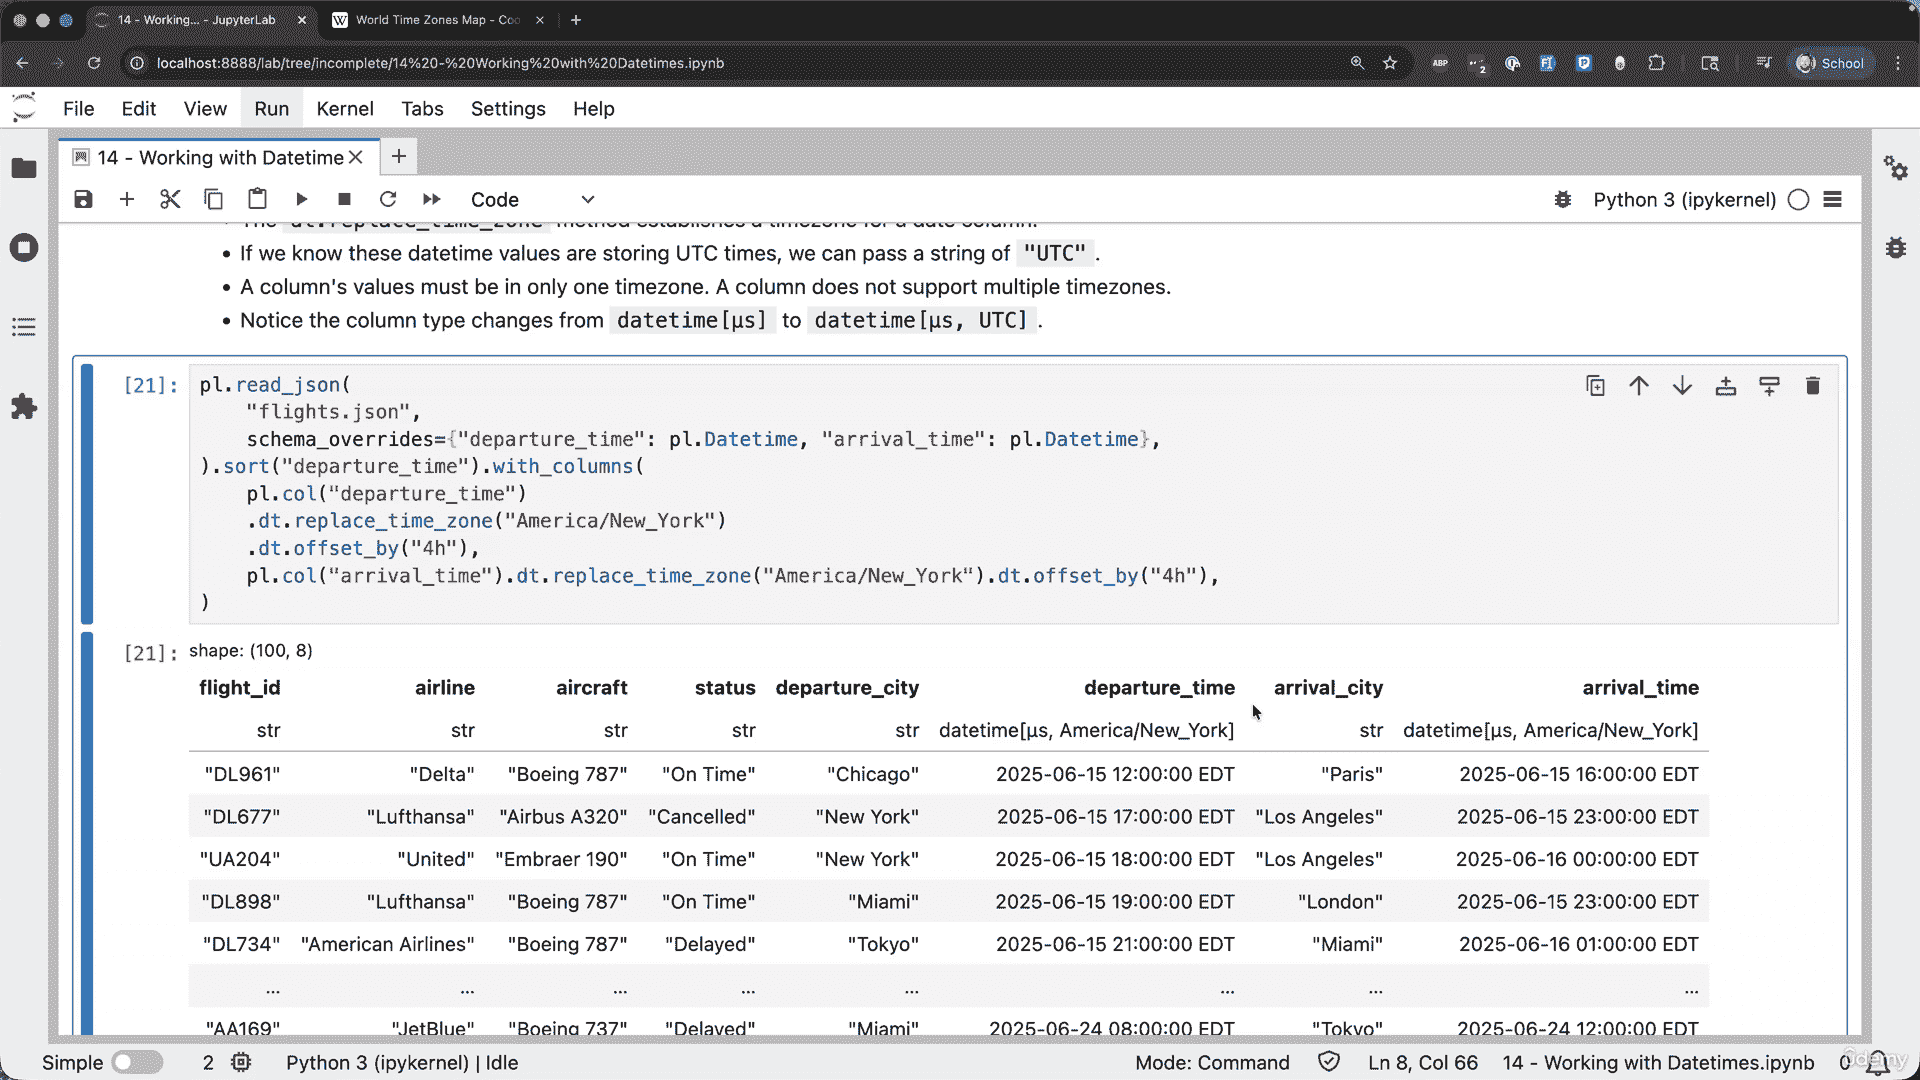 14 - Working... - JupyterLab
World Time Zones Map - Coo
localhost:8888/lab/tree/incomplete/14%20-%20Working%20with%20Datetimes.ipynb
ABP
2
School
File Edit View Run Kernel Tabs Settings Help
14 - Working with Datetime
Code
Python 3 (ipykernel)
The dt.replace_time_zone method establishes a timezone for a date column.
• If we know these datetime values are storing UTC times, we can pass a string of "UTC" .
• A column's values must be in only one timezone. A column does not support multiple timezones.
• Notice the column type changes from datetime[μs] to datetime[μs, UTC] .
[21]:
pl.read_json(
"flights.json",
schema_overrides={"departure_time": pl.Datetime, "arrival_time": pl.Datetime},
).sort("departure_time").with_columns(
pl.col("departure_time")
.dt.replace_time_zone("America/New_York")
.dt.offset_by("4h"),
pl.col("arrival_time").dt.replace_time_zone("America/New_York").dt.offset_by("4h"),
)
[21]: shape: (100, 8)
flight_id airline aircraft status departure_city departure_time arrival_city arrival_time
str str str str str datetime[μs, America/New_York] str datetime[μs, America/New_York]
"DL961" "Delta" "Boeing 787" "On Time" "Chicago" 2025-06-15 12:00:00 EDT "Paris" 2025-06-15 16:00:00 EDT
"DL677" "Lufthansa" "Airbus A320" "Cancelled" "New York" 2025-06-15 17:00:00 EDT "Los Angeles" 2025-06-15 23:00:00 EDT
"UA204" "United" "Embraer 190" "On Time" "New York" 2025-06-15 18:00:00 EDT "Los Angeles" 2025-06-16 00:00:00 EDT
"DL898" "Lufthansa" "Boeing 787" "On Time" "Miami" 2025-06-15 19:00:00 EDT "London" 2025-06-15 23:00:00 EDT
"DL734" "American Airlines" "Boeing 787" "Delayed" "Tokyo" 2025-06-15 21:00:00 EDT "Miami" 2025-06-16 01:00:00 EDT
... ... ... ... ... ... ... ...
"AA169" "JetBlue" "Boeing 737" "Delayed" "Miami" 2025-06-24 08:00:00 EDT "Tokyo" 2025-06-24 12:00:00 EDT
Simple 2 Python 3 (ipykernel) | Idle Mode: Command Ln 8, Col 66 14 - Working with Datetimes.ipynb 0
Udemy